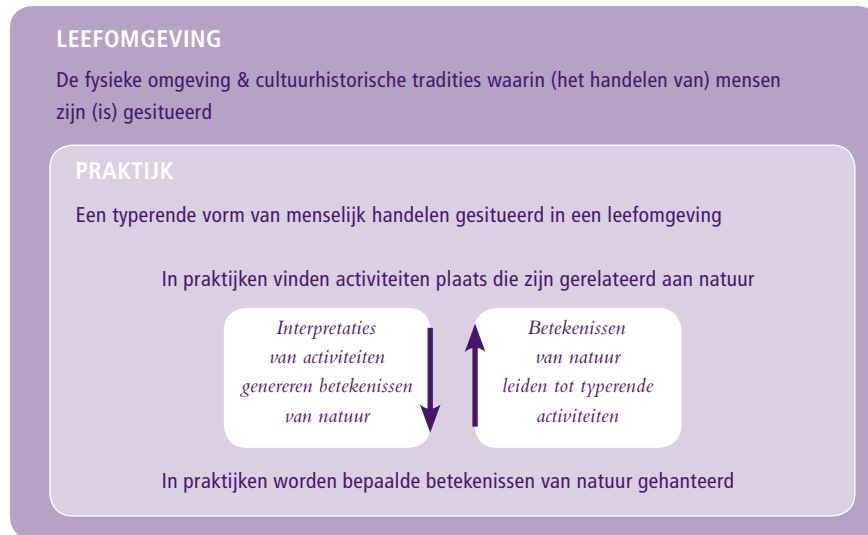 LEEFOMGEVING
De fysieke omgeving & cultuurhistorische tradities waarin (het handelen van) mensen
zijn (is) gesitueerd
PRAKTIJK
Een typerende vorm van menselijk handelen gesitueerd in een leefomgeving
In praktijken vinden activiteiten plaats die zijn gerelateerd aan natuur
Interpretaties
van activiteiten
genereren betekenissen
van natuur
Betekenissen
van natuur
leiden tot typerende
activiteiten
In praktijken worden bepaalde betekenissen van natuur gehanteerd